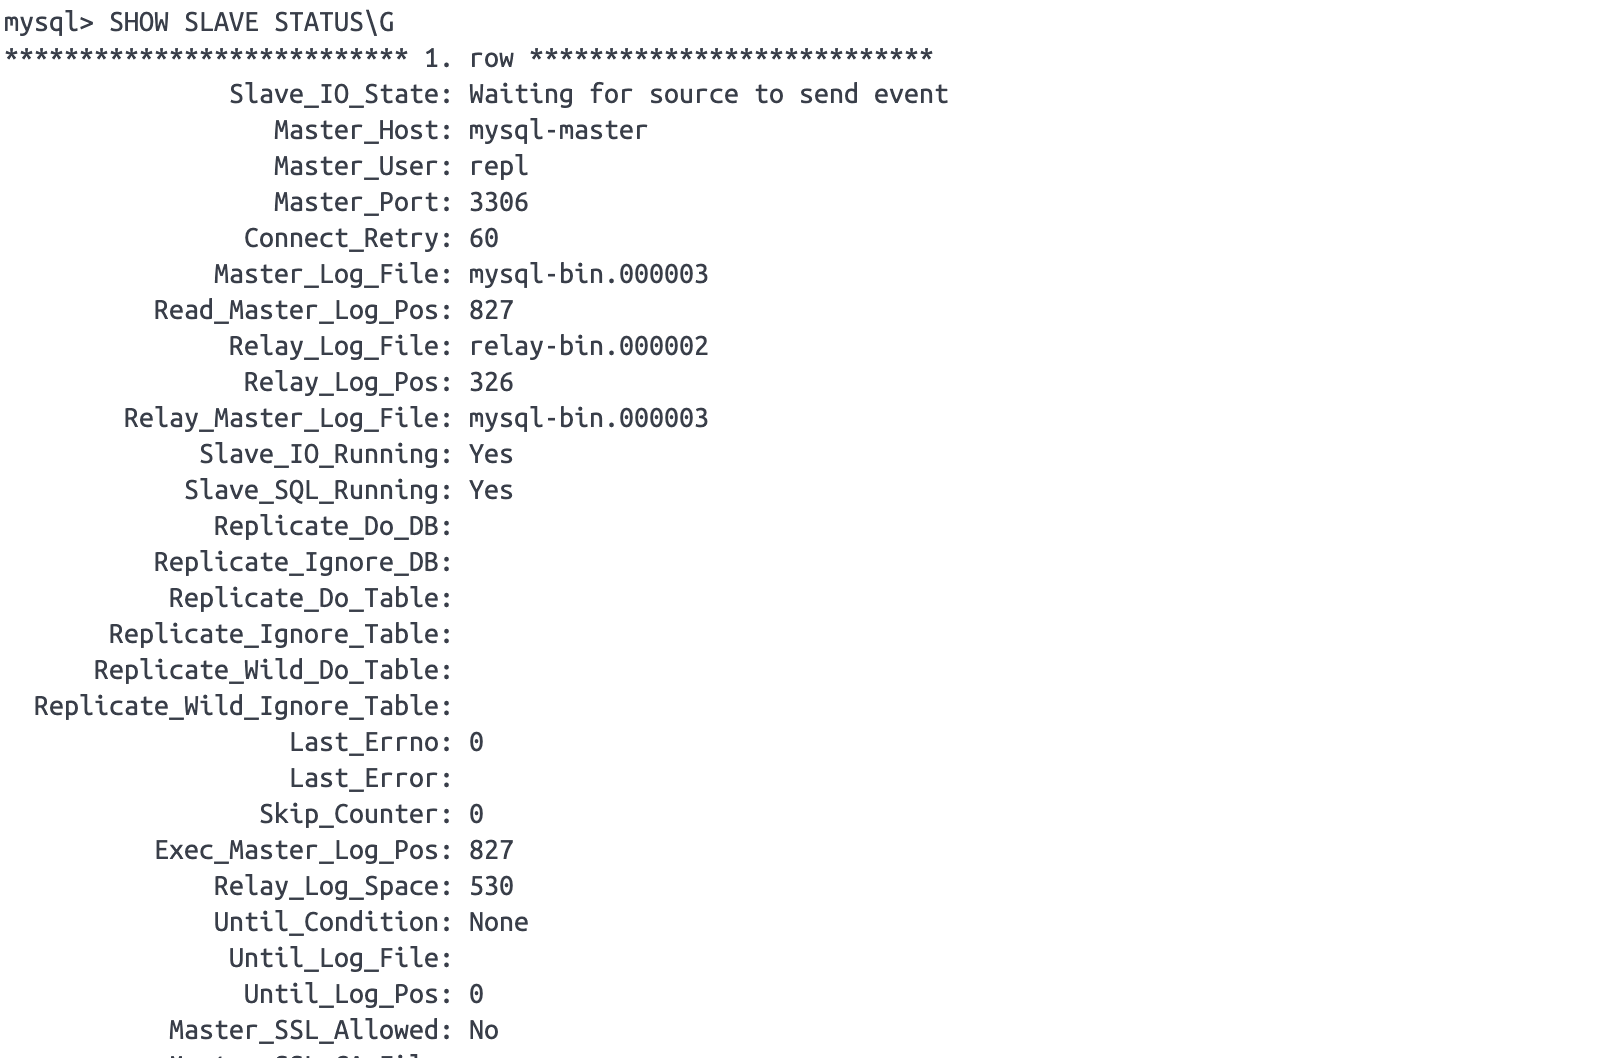 mysql> SHOW SLAVE STATUS\G
*************************** 1. row ***************************
Slave_IO_State: Waiting for source to send event
Master_Host: mysql-master
Master_User: repl
Master_Port: 3306
Connect_Retry: 60
Master_Log_File: mysql-bin.000003
Read_Master_Log_Pos: 827
Relay_Log_File: relay-bin.000002
Relay_Log_Pos: 326
Relay_Master_Log_File: mysql-bin.000003
Slave_IO_Running: Yes
Slave_SQL_Running: Yes
Replicate_Do_DB:
Replicate_Ignore_DB:
Replicate_Do_Table:
Replicate_Ignore_Table:
Replicate_Wild_Do_Table:
Replicate_Wild_Ignore_Table:
Last_Errno: 0
Last_Error:
Skip_Counter: 0
Exec_Master_Log_Pos: 827
Relay_Log_Space: 530
Until_Condition: None
Until_Log_File:
Until_Log_Pos: 0
Master_SSL_Allowed: No